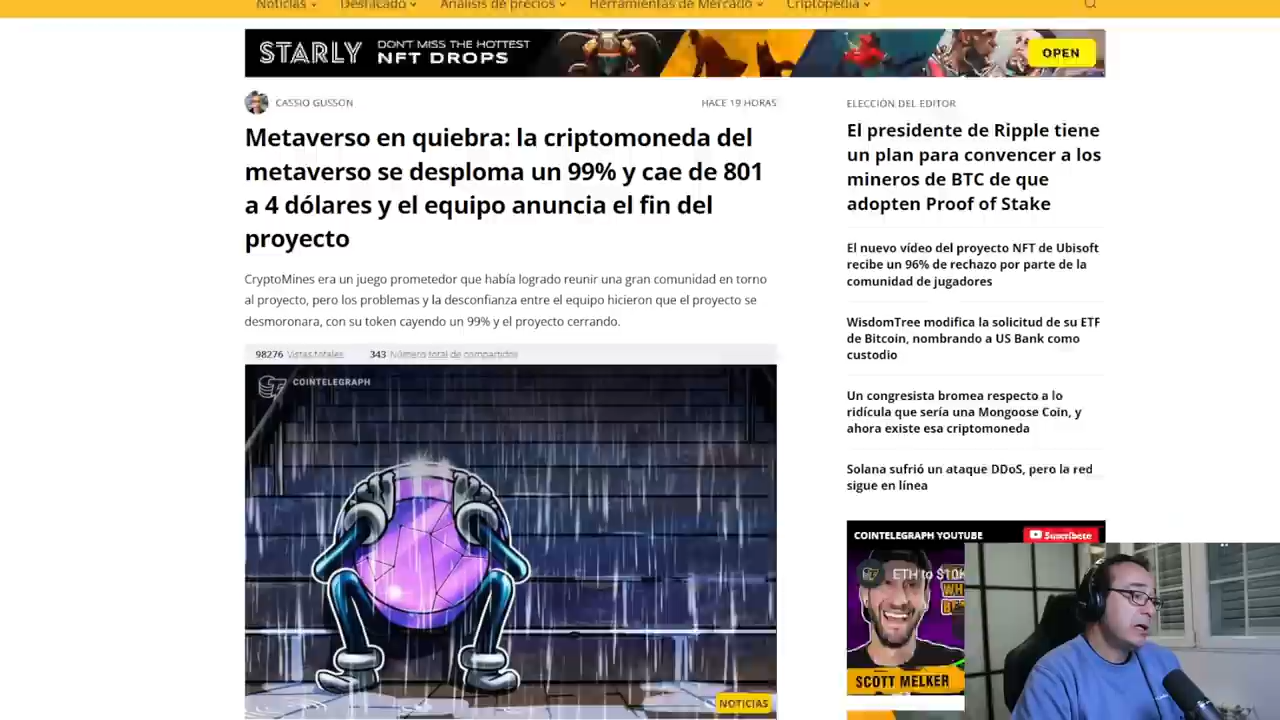 Noticias
Destacado
Análisis de precios
Herramientas de Mercado
Criptopedia
STARLY
DON'T MISS THE HOTTEST
NFT DROPS
OPEN
CASSIO GUSSON
HACE 19 HORAS
Metaverso en quiebra: la criptomoneda del
metaverso se desploma un 99% y cae de 801
a 4 dólares y el equipo anuncia el fin del
proyecto
CryptoMines era un juego prometedor que había logrado reunir una gran comunidad en torno
al proyecto, pero los problemas y la desconfianza entre el equipo hicieron que el proyecto se
desmoronara, con su token cayendo un 99% y el proyecto cerrando.
98276 Vistas totales
343 Número total de compartidos
COINTELEGRAPH
NOTICIAS
ELECCIÓN DEL EDITOR
El presidente de Ripple tiene
un plan para convencer a los
mineros de BTC de que
adopten Proof of Stake
El nuevo vídeo del proyecto NFT de Ubisoft
recibe un 96% de rechazo por parte de la
comunidad de jugadores
WisdomTree modifica la solicitud de su ETF
de Bitcoin, nombrando a US Bank como
custodio
Un congresista bromea respecto a lo
ridícula que sería una Mongoose Coin, y
ahora existe esa criptomoneda
Solana sufrió un ataque DDoS, pero la red
sigue en línea
COINTELEGRAPH YOUTUBE
Suscríbete
ETH to $10K
SCOTT MELKER